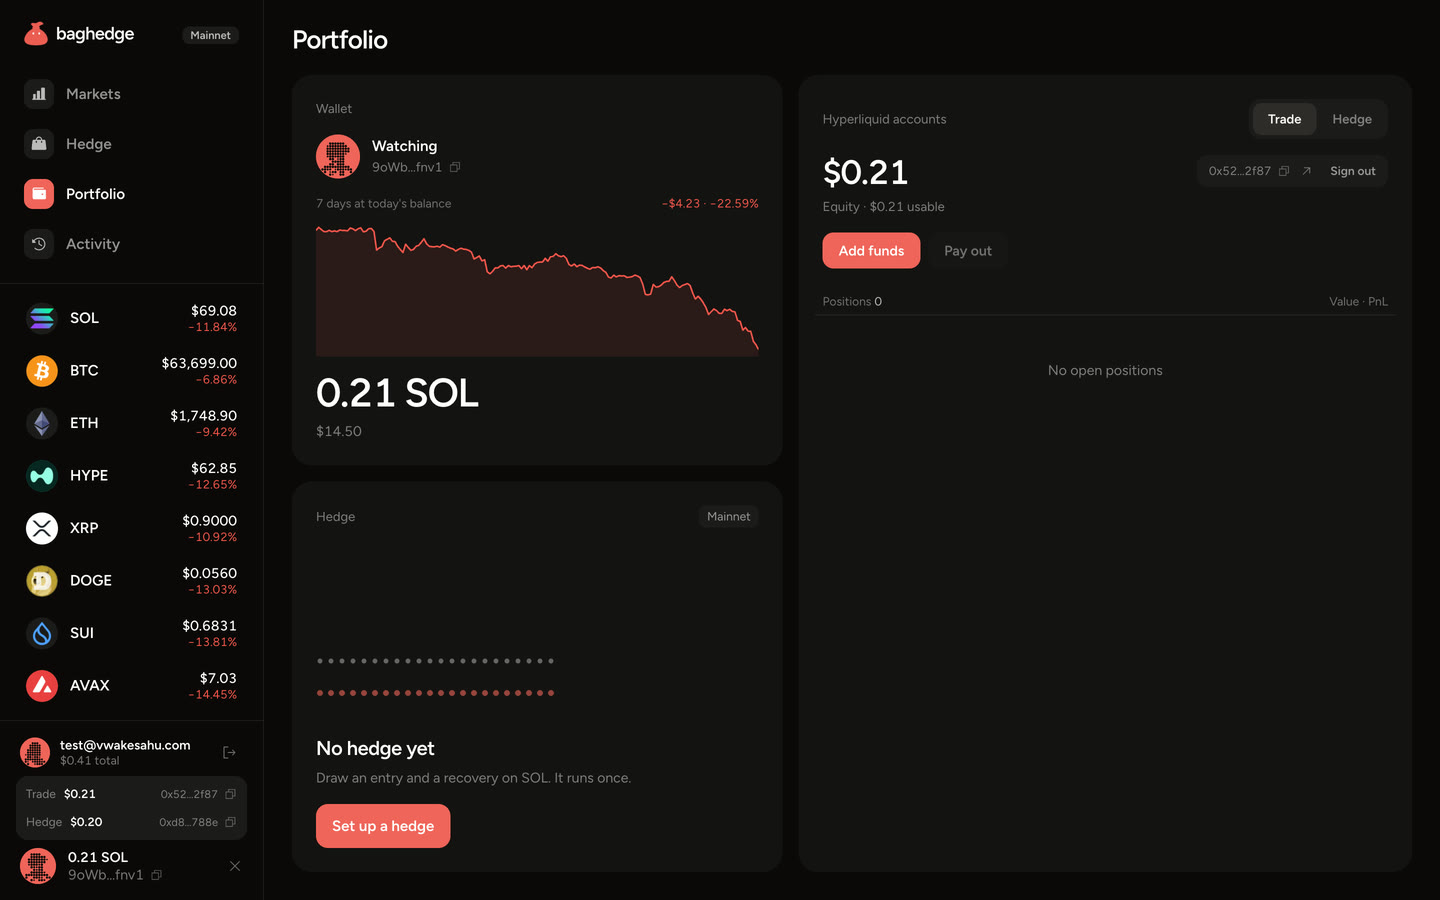 baghedge
Mainnet
Markets
Hedge
Portfolio
Activity
SOL
$69.08
−11.84%
BTC
$63,699.00
−6.86%
ETH
$1,748.90
−9.42%
HYPE
$62.85
−12.65%
XRP
$0.9000
−10.92%
DOGE
$0.0560
−13.03%
SUI
$0.6831
−13.81%
AVAX
$7.03
−14.45%
test@vwakesahu.com
$0.41 total
Trade $0.21 0x52...2f87
Hedge $0.20 0xd8...788e
0.21 SOL
9oWb...fnv1
Portfolio
Wallet
Watching
9oWb...fnv1
7 days at today's balance −$4.23 · −22.59%
0.21 SOL
$14.50
Hedge Mainnet
No hedge yet
Draw an entry and a recovery on SOL. It runs once.
Set up a hedge
Hyperliquid accounts Trade Hedge
$0.21 0x52...2f87 Sign out
Equity · $0.21 usable
Add funds Pay out
Positions 0 Value · PnL
No open positions